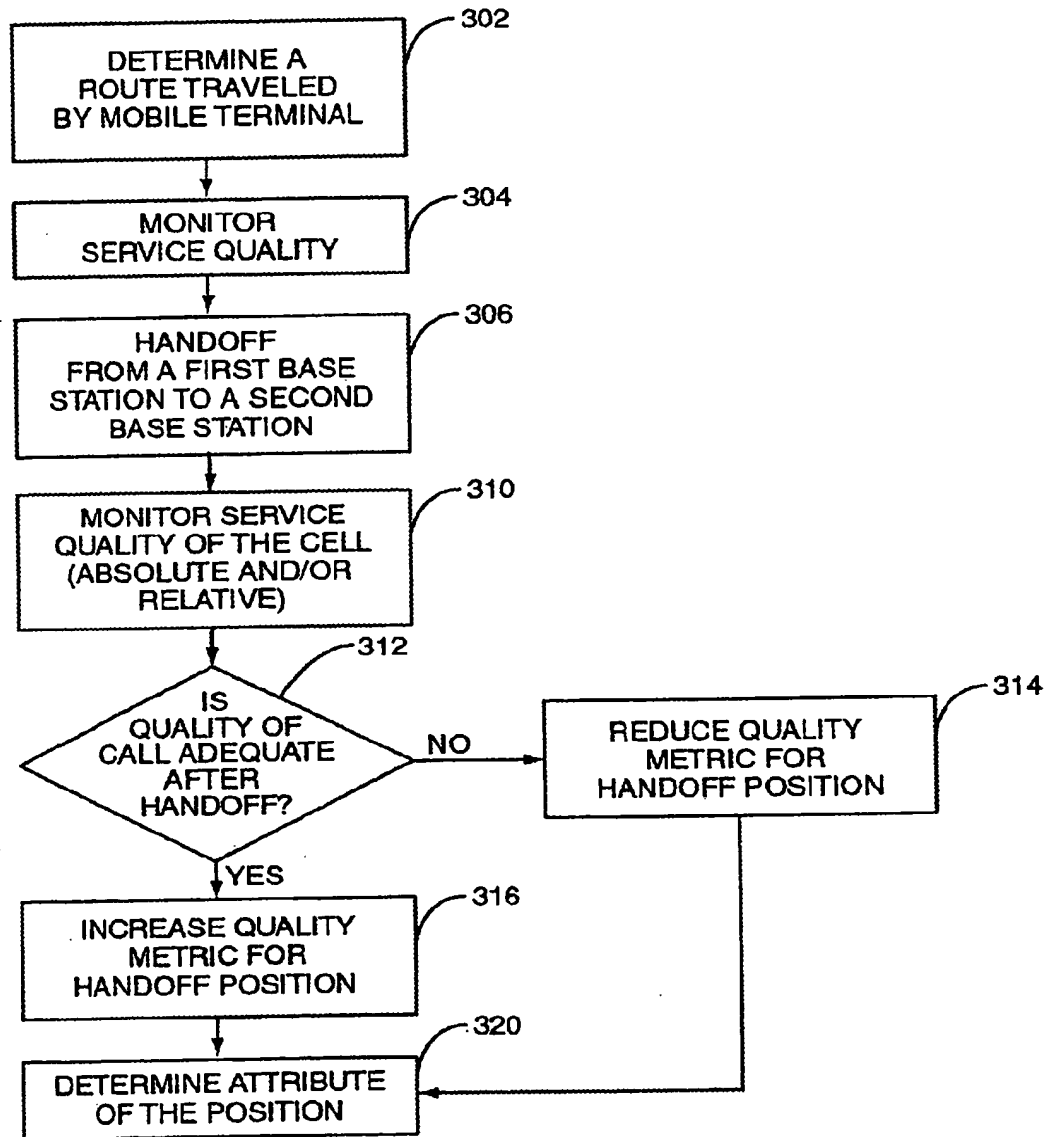 302
DETERMINE A
ROUTE TRAVELED
BY MOBILE TERMINAL
304
MONITOR
SERVICE QUALITY
306
HANDOFF
FROM A FIRST BASE
STATION TO A SECOND
BASE STATION
310
MONITOR SERVICE
QUALITY OF THE CELL
(ABSOLUTE AND/OR
RELATIVE)
312
IS
QUALITY OF
CALL ADEQUATE
AFTER
HANDOFF?
NO
314
REDUCE QUALITY
METRIC FOR
HANDOFF POSITION
YES
316
INCREASE QUALITY
METRIC FOR
HANDOFF POSITION
320
DETERMINE ATTRIBUTE
OF THE POSITION